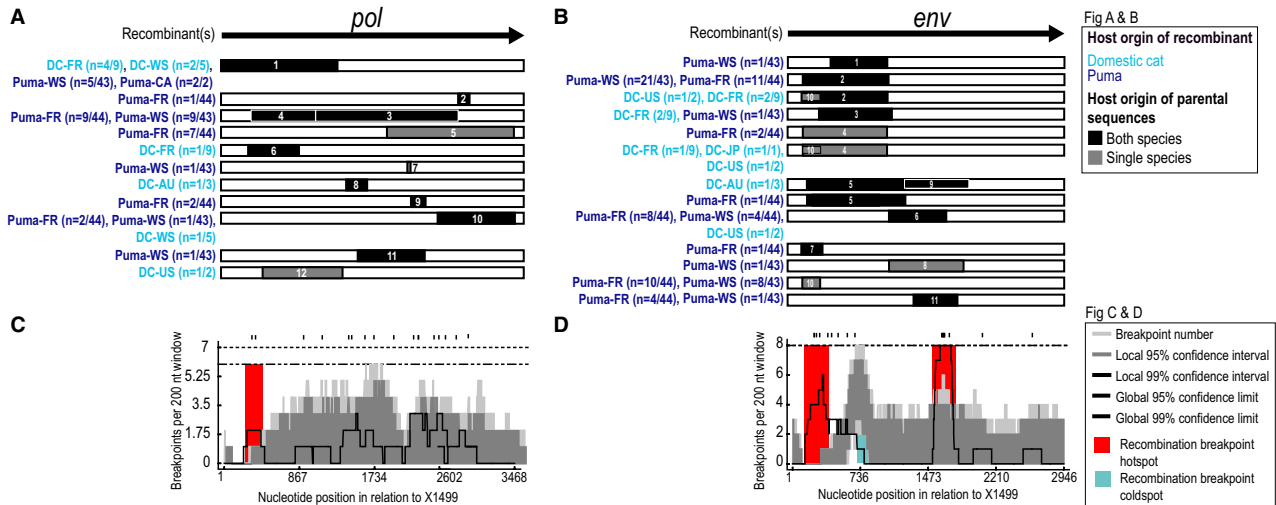 A
pol
Recombinant(s)
DC-FR (n=4/9), DC-WS (n=2/5),
Puma-WS (n=5/43), Puma-CA (n=2/2)
1
Puma-FR (n=1/44)
2
Puma-FR (n=9/44), Puma-WS (n=9/43)
4 3
Puma-FR (n=7/44)
5
DC-FR (n=1/9)
6
Puma-WS (n=1/43)
7
DC-AU (n=1/3)
8
Puma-FR (n=2/44)
9
Puma-FR (n=2/44), Puma-WS (n=1/43),
10
DC-WS (n=1/5)
Puma-WS (n=1/43)
11
DC-US (n=1/2)
12
B
env
Recombinant(s)
Puma-WS (n=1/43)
1
Puma-WS (n=21/43), Puma-FR (n=11/44)
2
DC-US (n=1/2), DC-FR (n=2/9)
10 2
DC-FR (2/9), Puma-WS (n=1/43)
3
Puma-FR (n=2/44)
4
DC-FR (n=1/9), DC-JP (n=1/1),
10 4
DC-US (n=1/2)
DC-AU (n=1/3)
5 9
Puma-FR (n=1/44)
5
Puma-FR (n=8/44), Puma-WS (n=4/44),
6
DC-US (n=1/2)
Puma-FR (n=1/44)
7
Puma-WS (n=1/43)
8
Puma-FR (n=10/44), Puma-WS (n=8/43)
10
Puma-FR (n=4/44), Puma-WS (n=1/43)
11
Fig A & B
Host orgin of recombinant
Domestic cat
Puma
Host origin of parental
sequences
Both species
Single species
C
Breakpoints per 200 nt window
7
5.25
3.5
1.75
0
1 867 1734 2602 3468
Nucleotide position in relation to X1499
D
Breakpoints per 200 nt window
8
6
4
2
0
1 736 1473 2210 2946
Nucleotide position in relation to X1499
Fig C & D
Breakpoint number
Local 95% confidence interval
Local 99% confidence interval
Global 95% confidence limit
Global 99% confidence limit
Recombination breakpoint
hotspot
Recombination breakpoint
coldspot